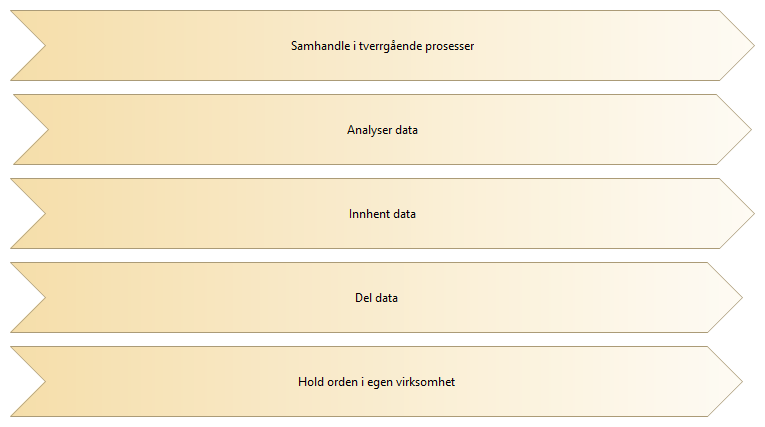 Samhandle i tverrgående prosesser
Analyser data
Innhent data
Del data
Hold orden i egen virksomhet